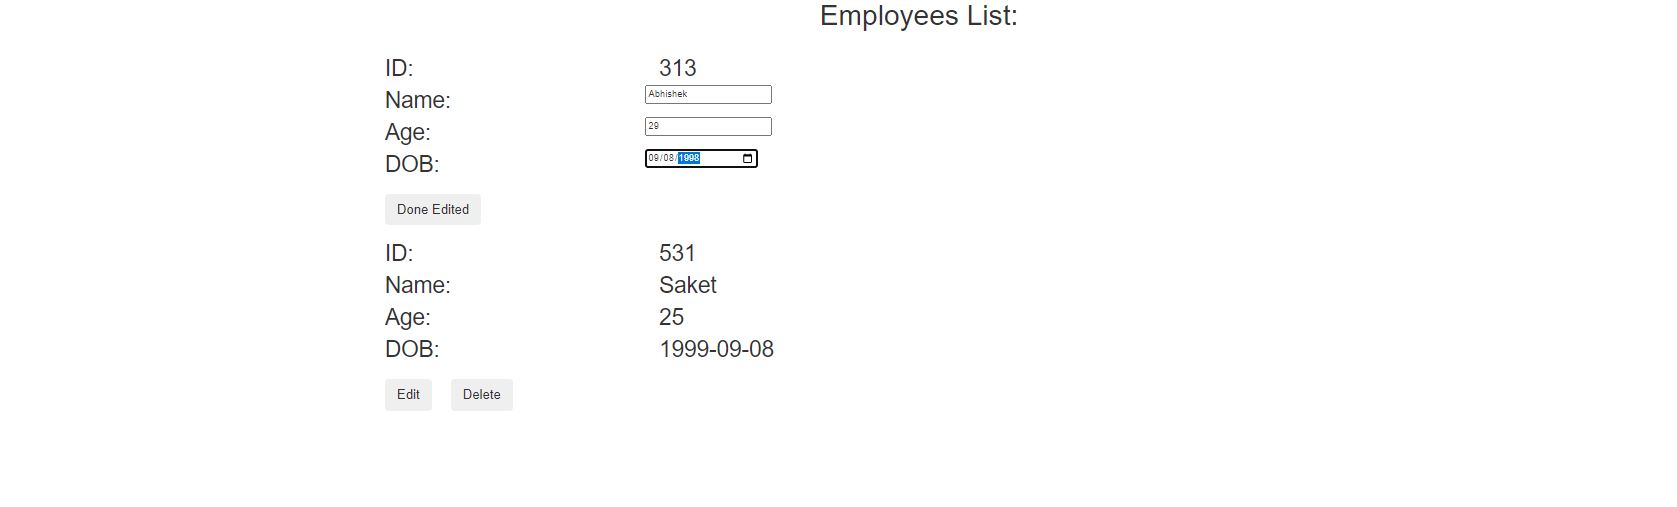 Employees List:
ID: 313
Name: Abhishek
Age: 29
DOB: 09/08/1998
Done Edited
ID: 531
Name: Saket
Age: 25
DOB: 1999-09-08
Edit Delete